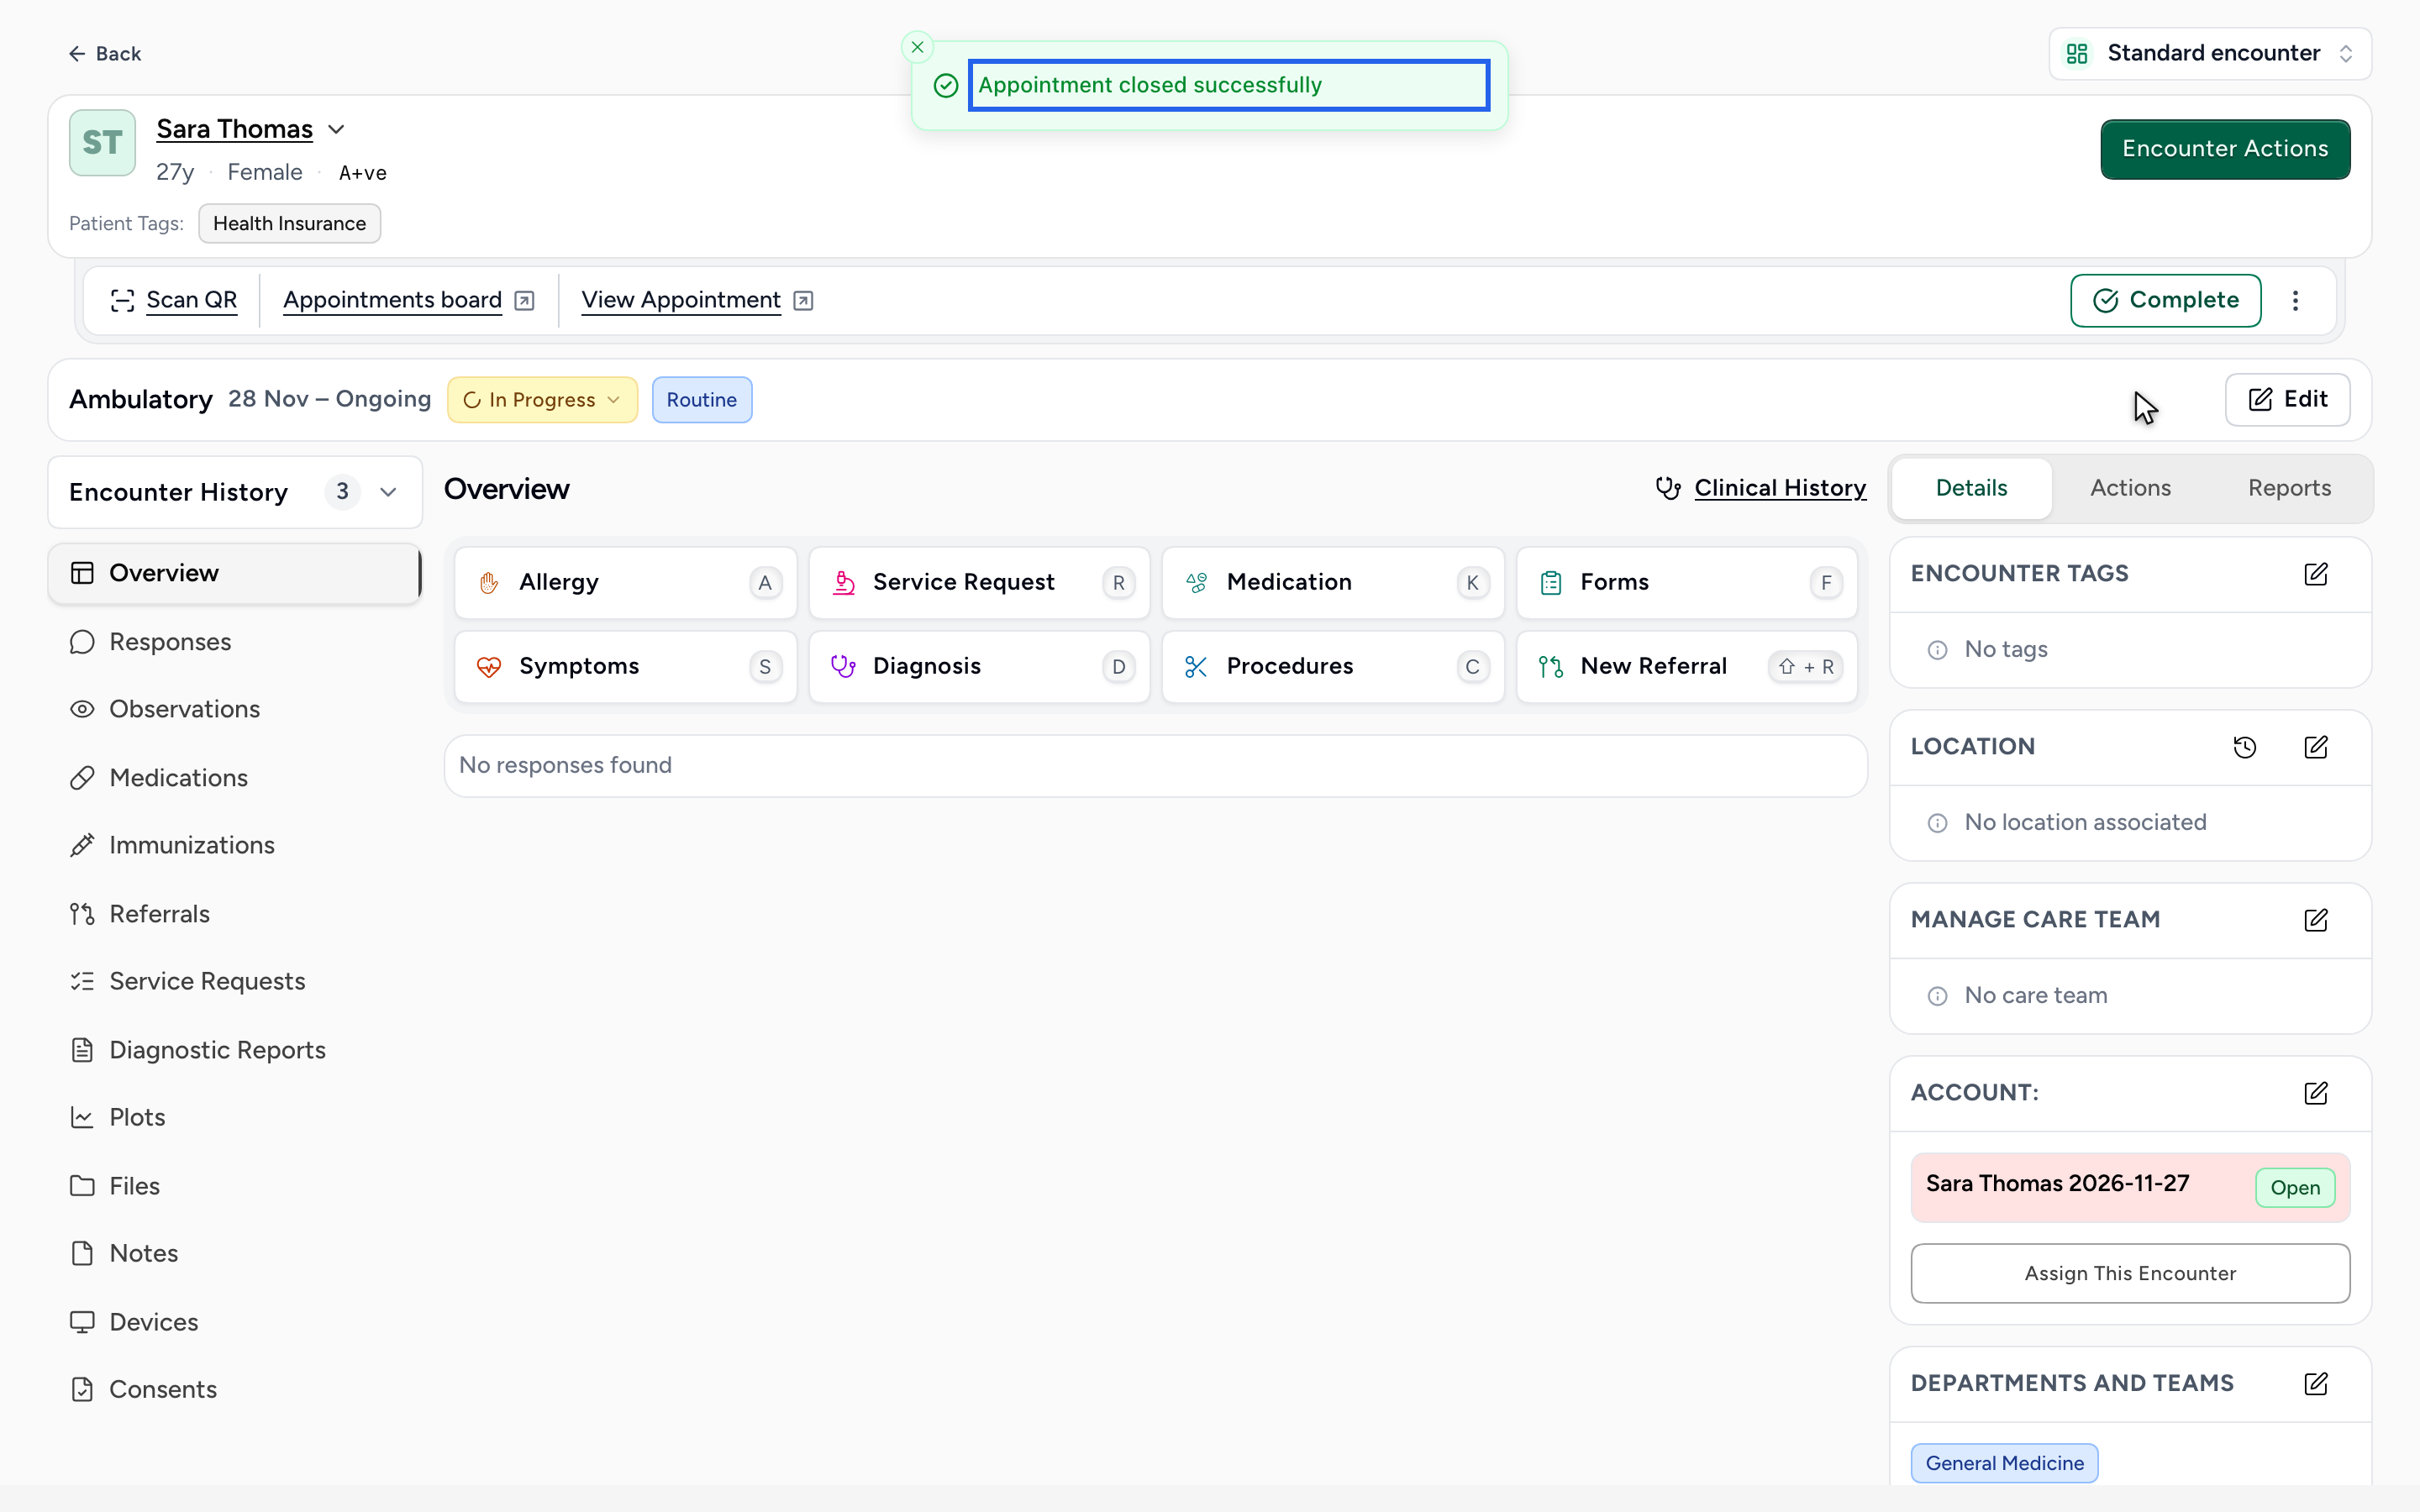 Back
Appointment closed successfully
Standard encounter
ST
Sara Thomas
27y · Female · A+ve
Encounter Actions
Patient Tags: Health Insurance
Scan QR
Appointments board
View Appointment
Complete
Ambulatory 28 Nov – Ongoing In Progress Routine
Edit
Encounter History 3
Overview
Responses
Observations
Medications
Immunizations
Referrals
Service Requests
Diagnostic Reports
Plots
Files
Notes
Devices
Consents
Overview
Clinical History
Allergy A
Service Request R
Medication K
Forms F
Symptoms S
Diagnosis D
Procedures C
New Referral ⇧ + R
No responses found
Details
Actions
Reports
ENCOUNTER TAGS
No tags
LOCATION
No location associated
MANAGE CARE TEAM
No care team
ACCOUNT:
Sara Thomas 2026-11-27 Open
Assign This Encounter
DEPARTMENTS AND TEAMS
General Medicine